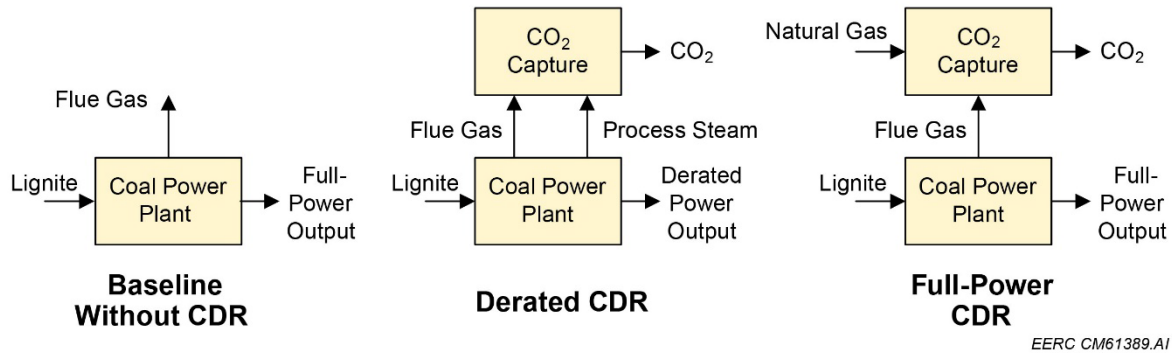 Flue Gas
Lignite
Coal Power
Plant
Full-
Power
Output
Baseline
Without CDR
CO₂
Capture
CO₂
Flue Gas
Process Steam
Lignite
Coal Power
Plant
Derated
Power
Output
Derated CDR
Natural Gas
CO₂
Capture
CO₂
Flue Gas
Lignite
Coal Power
Plant
Full-
Power
Output
Full-Power
CDR
EERC CM61389.AI